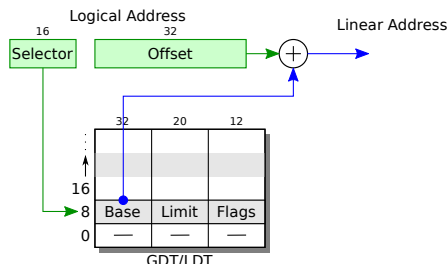 Logical Address
Linear Address
16 32
Selector Offset
32 20 12
16
8 Base Limit Flags
0 — — —
GDT/LDT